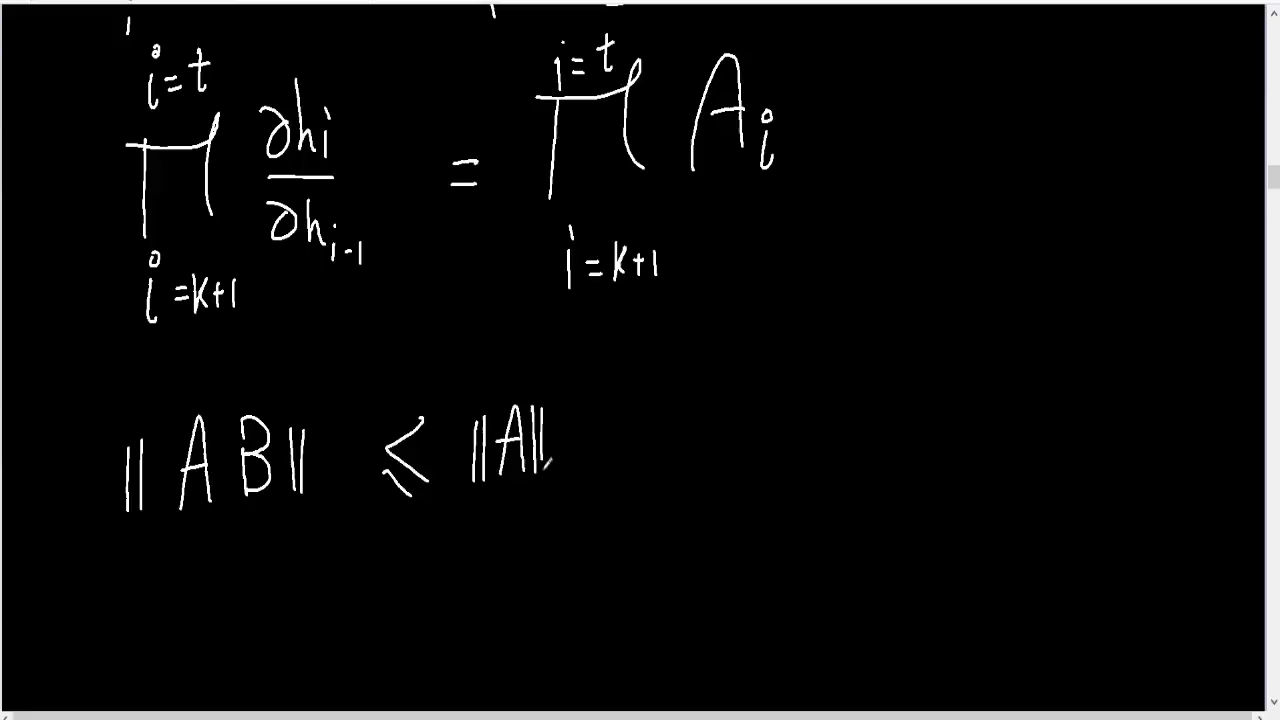 i=t i=t
∏ ∂hi/∂hi-1 = ∏ Ai
i=k+1 i=k+1
||AB|| ≤ ||A||